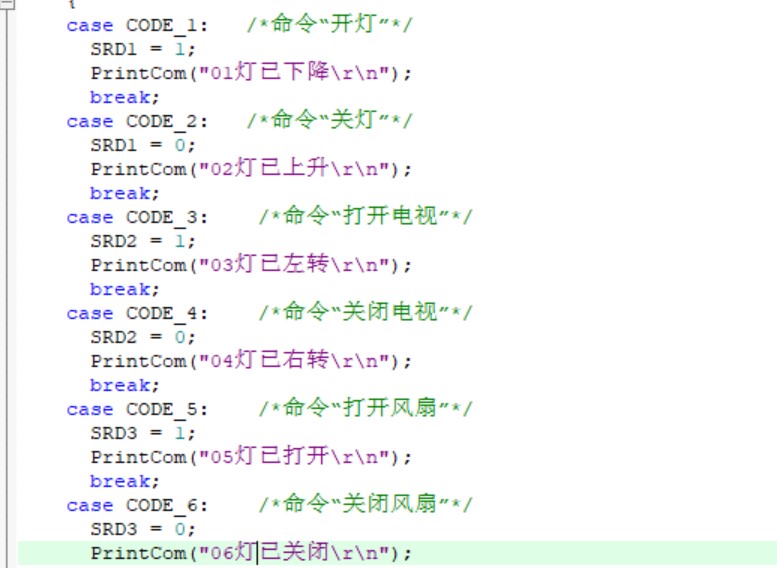 {
case CODE_1:   /*命令“开灯”*/
SRD1 = 1;
PrintCom("01灯已下降\r\n");
break;
case CODE_2:   /*命令“关灯”*/
SRD1 = 0;
PrintCom("02灯已上升\r\n");
break;
case CODE_3:    /*命令“打开电视”*/
SRD2 = 1;
PrintCom("03灯已左转\r\n");
break;
case CODE_4:    /*命令“关闭电视”*/
SRD2 = 0;
PrintCom("04灯已右转\r\n");
break;
case CODE_5:    /*命令“打开风扇”*/
SRD3 = 1;
PrintCom("05灯已打开\r\n");
break;
case CODE_6:    /*命令“关闭风扇”*/
SRD3 = 0;
PrintCom("06灯已关闭\r\n");